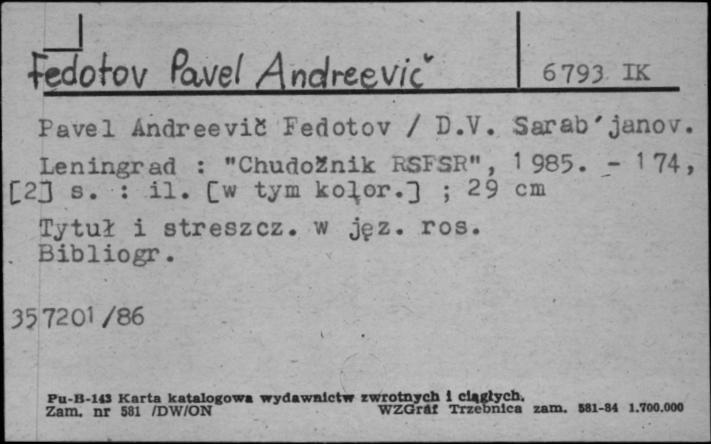 Fedotov Pavel Andreevič
6793 IK
Pavel Andreevič Fedotov / D.V. Sarab'janov.
Leningrad : "Chudožnik RSFSR", 1985. - 174,
[2] s. : il. [w tym kolor.] ; 29 cm
Tytuł i streszcz. w jęz. ros.
Bibliogr.
357201/86
Pu-B-143 Karta katalogowa wydawnictw zwrotnych i ciągłych.
Zam. nr 581 /DW/ON WZGraf Trzebnica zam. 581-84 1.700.000